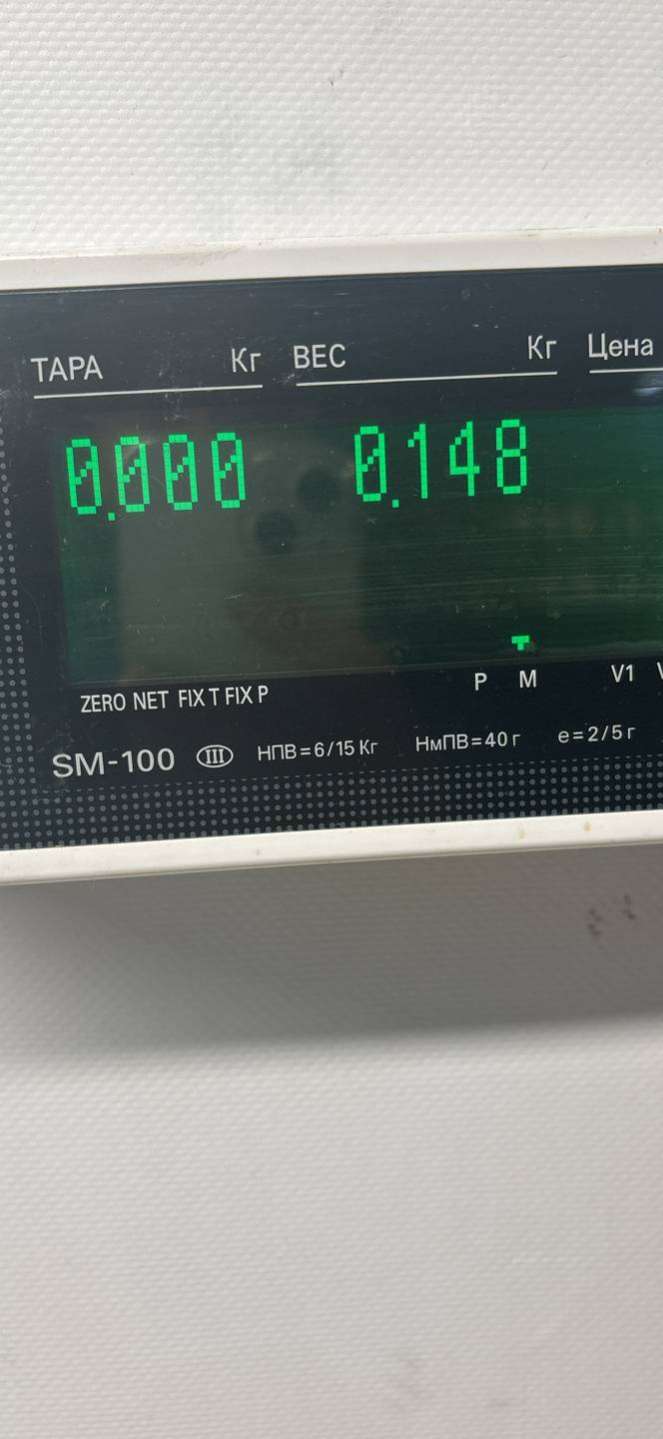 ТАРА Кг ВЕС Кг Цена
0.000 0.148
ZERO NET FIX T FIX P P M V1
SM-100 III НПВ=6/15 Кг НмПВ=40 г e=2/5 г